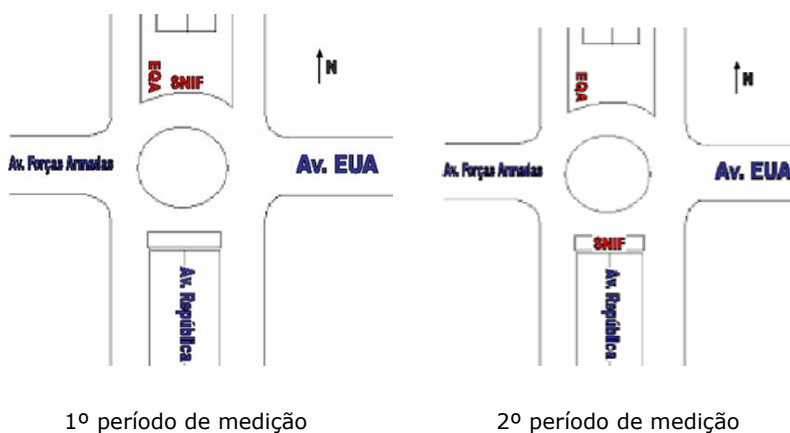 EQA
SNIF
N
Av. Forças Armadas
Av. EUA
Av. República
1º período de medição
EQA
N
Av. Forças Armadas
Av. EUA
SNIF
Av. República
2º período de medição